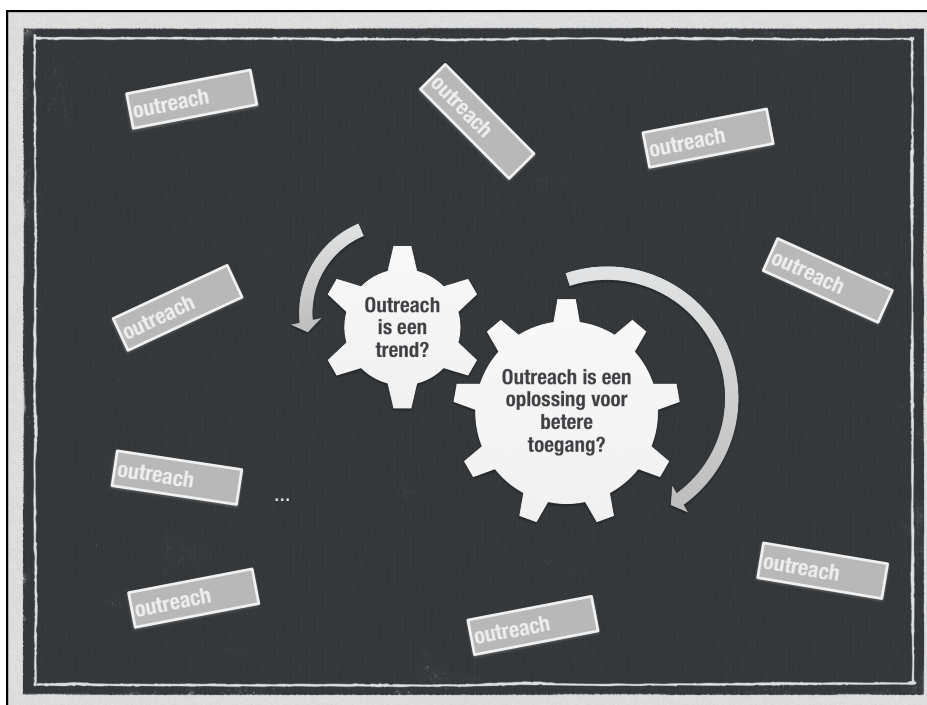 outreach
outreach
outreach
outreach
outreach
Outreach
is een
trend?
Outreach is een
oplossing voor
betere
toegang?
outreach
...
outreach
outreach
outreach